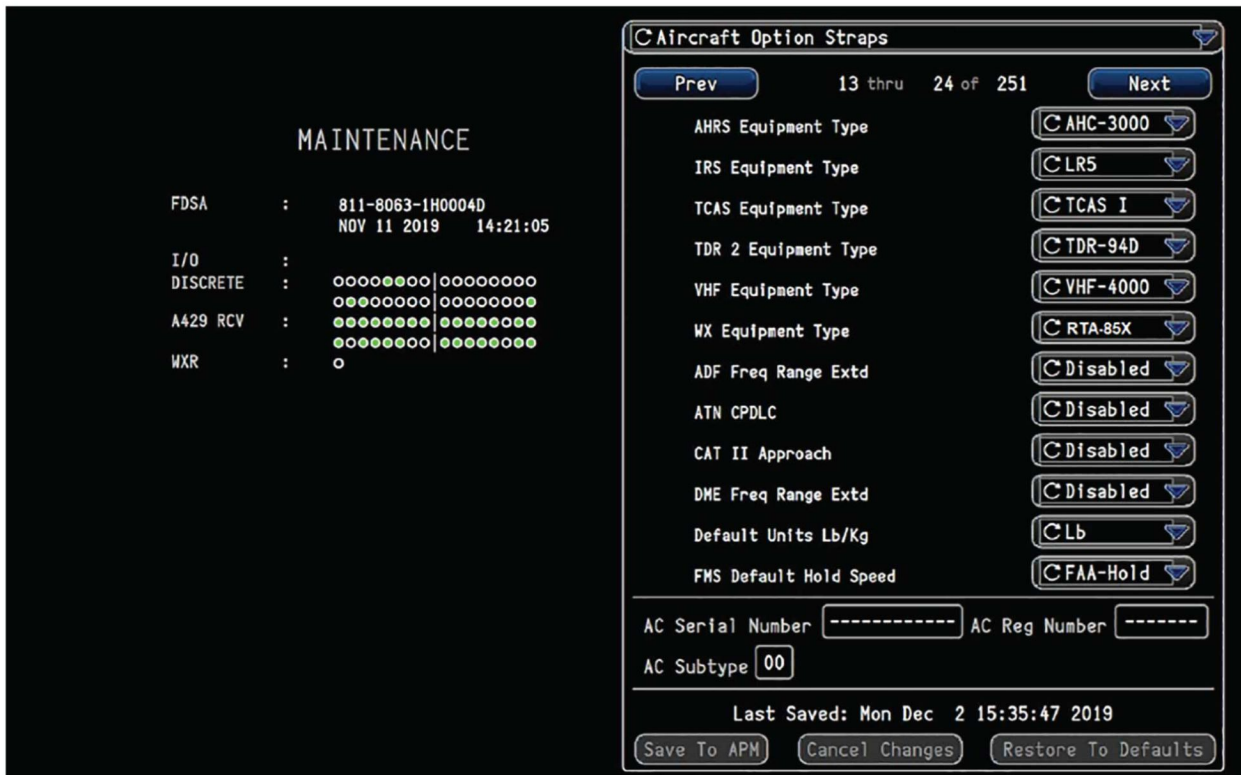 MAINTENANCE
FDSA : 811-8063-1H0004D
NOV 11 2019 14:21:05
I/O :
DISCRETE :
A429 RCV :
WXR :
Aircraft Option Straps
Prev 13 thru 24 of 251 Next
AHRS Equipment Type AHC-3000
IRS Equipment Type LR5
TCAS Equipment Type TCAS I
TDR 2 Equipment Type TDR-94D
VHF Equipment Type VHF-4000
WX Equipment Type RTA-85X
ADF Freq Range Extd Disabled
ATN CPDLC Disabled
CAT II Approach Disabled
DME Freq Range Extd Disabled
Default Units Lb/Kg Lb
FMS Default Hold Speed FAA-Hold
AC Serial Number ------------ AC Reg Number -------
AC Subtype 00
Last Saved: Mon Dec 2 15:35:47 2019
Save To APM Cancel Changes Restore To Defaults